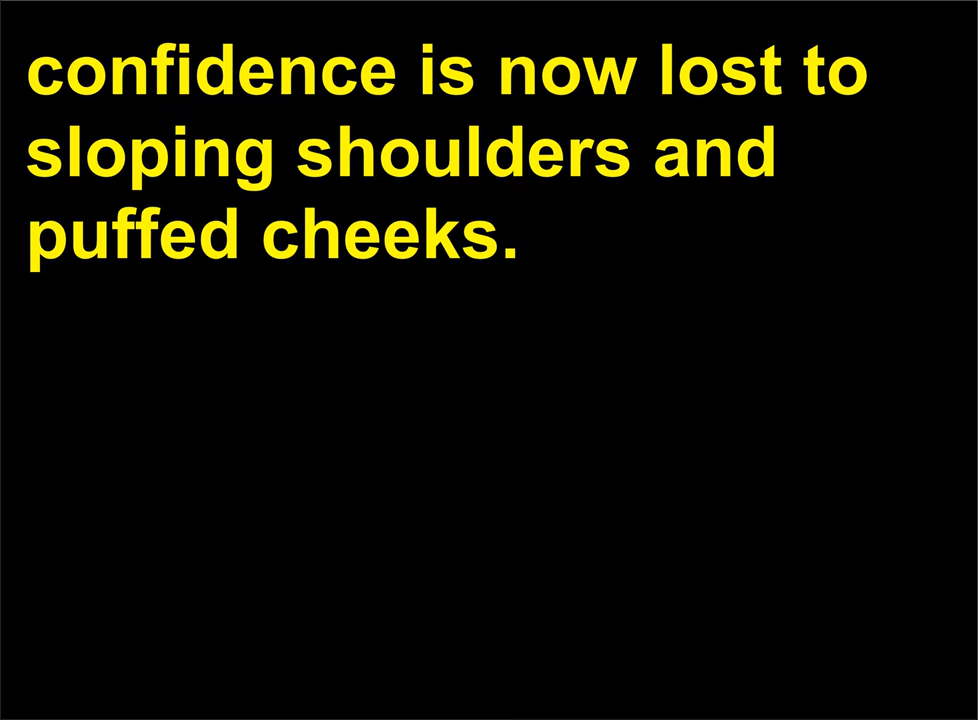 confidence is now lost to
sloping shoulders and
puffed cheeks.